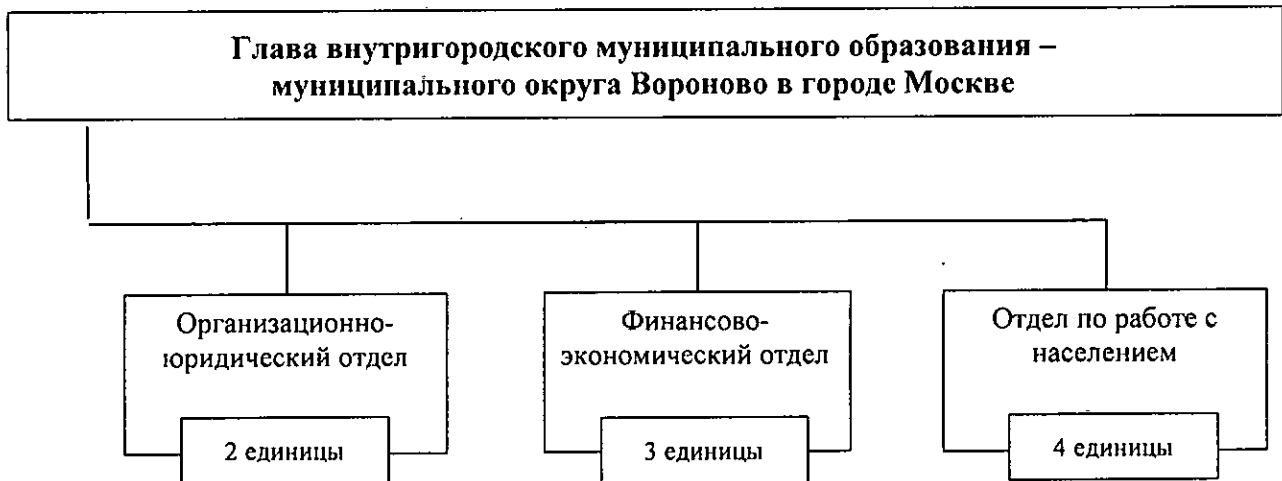 Глава внутригородского муниципального образования –
муниципального округа Вороново в городе Москве
Организационно-
юридический отдел
2 единицы
Финансово-
экономический отдел
3 единицы
Отдел по работе с
населением
4 единицы